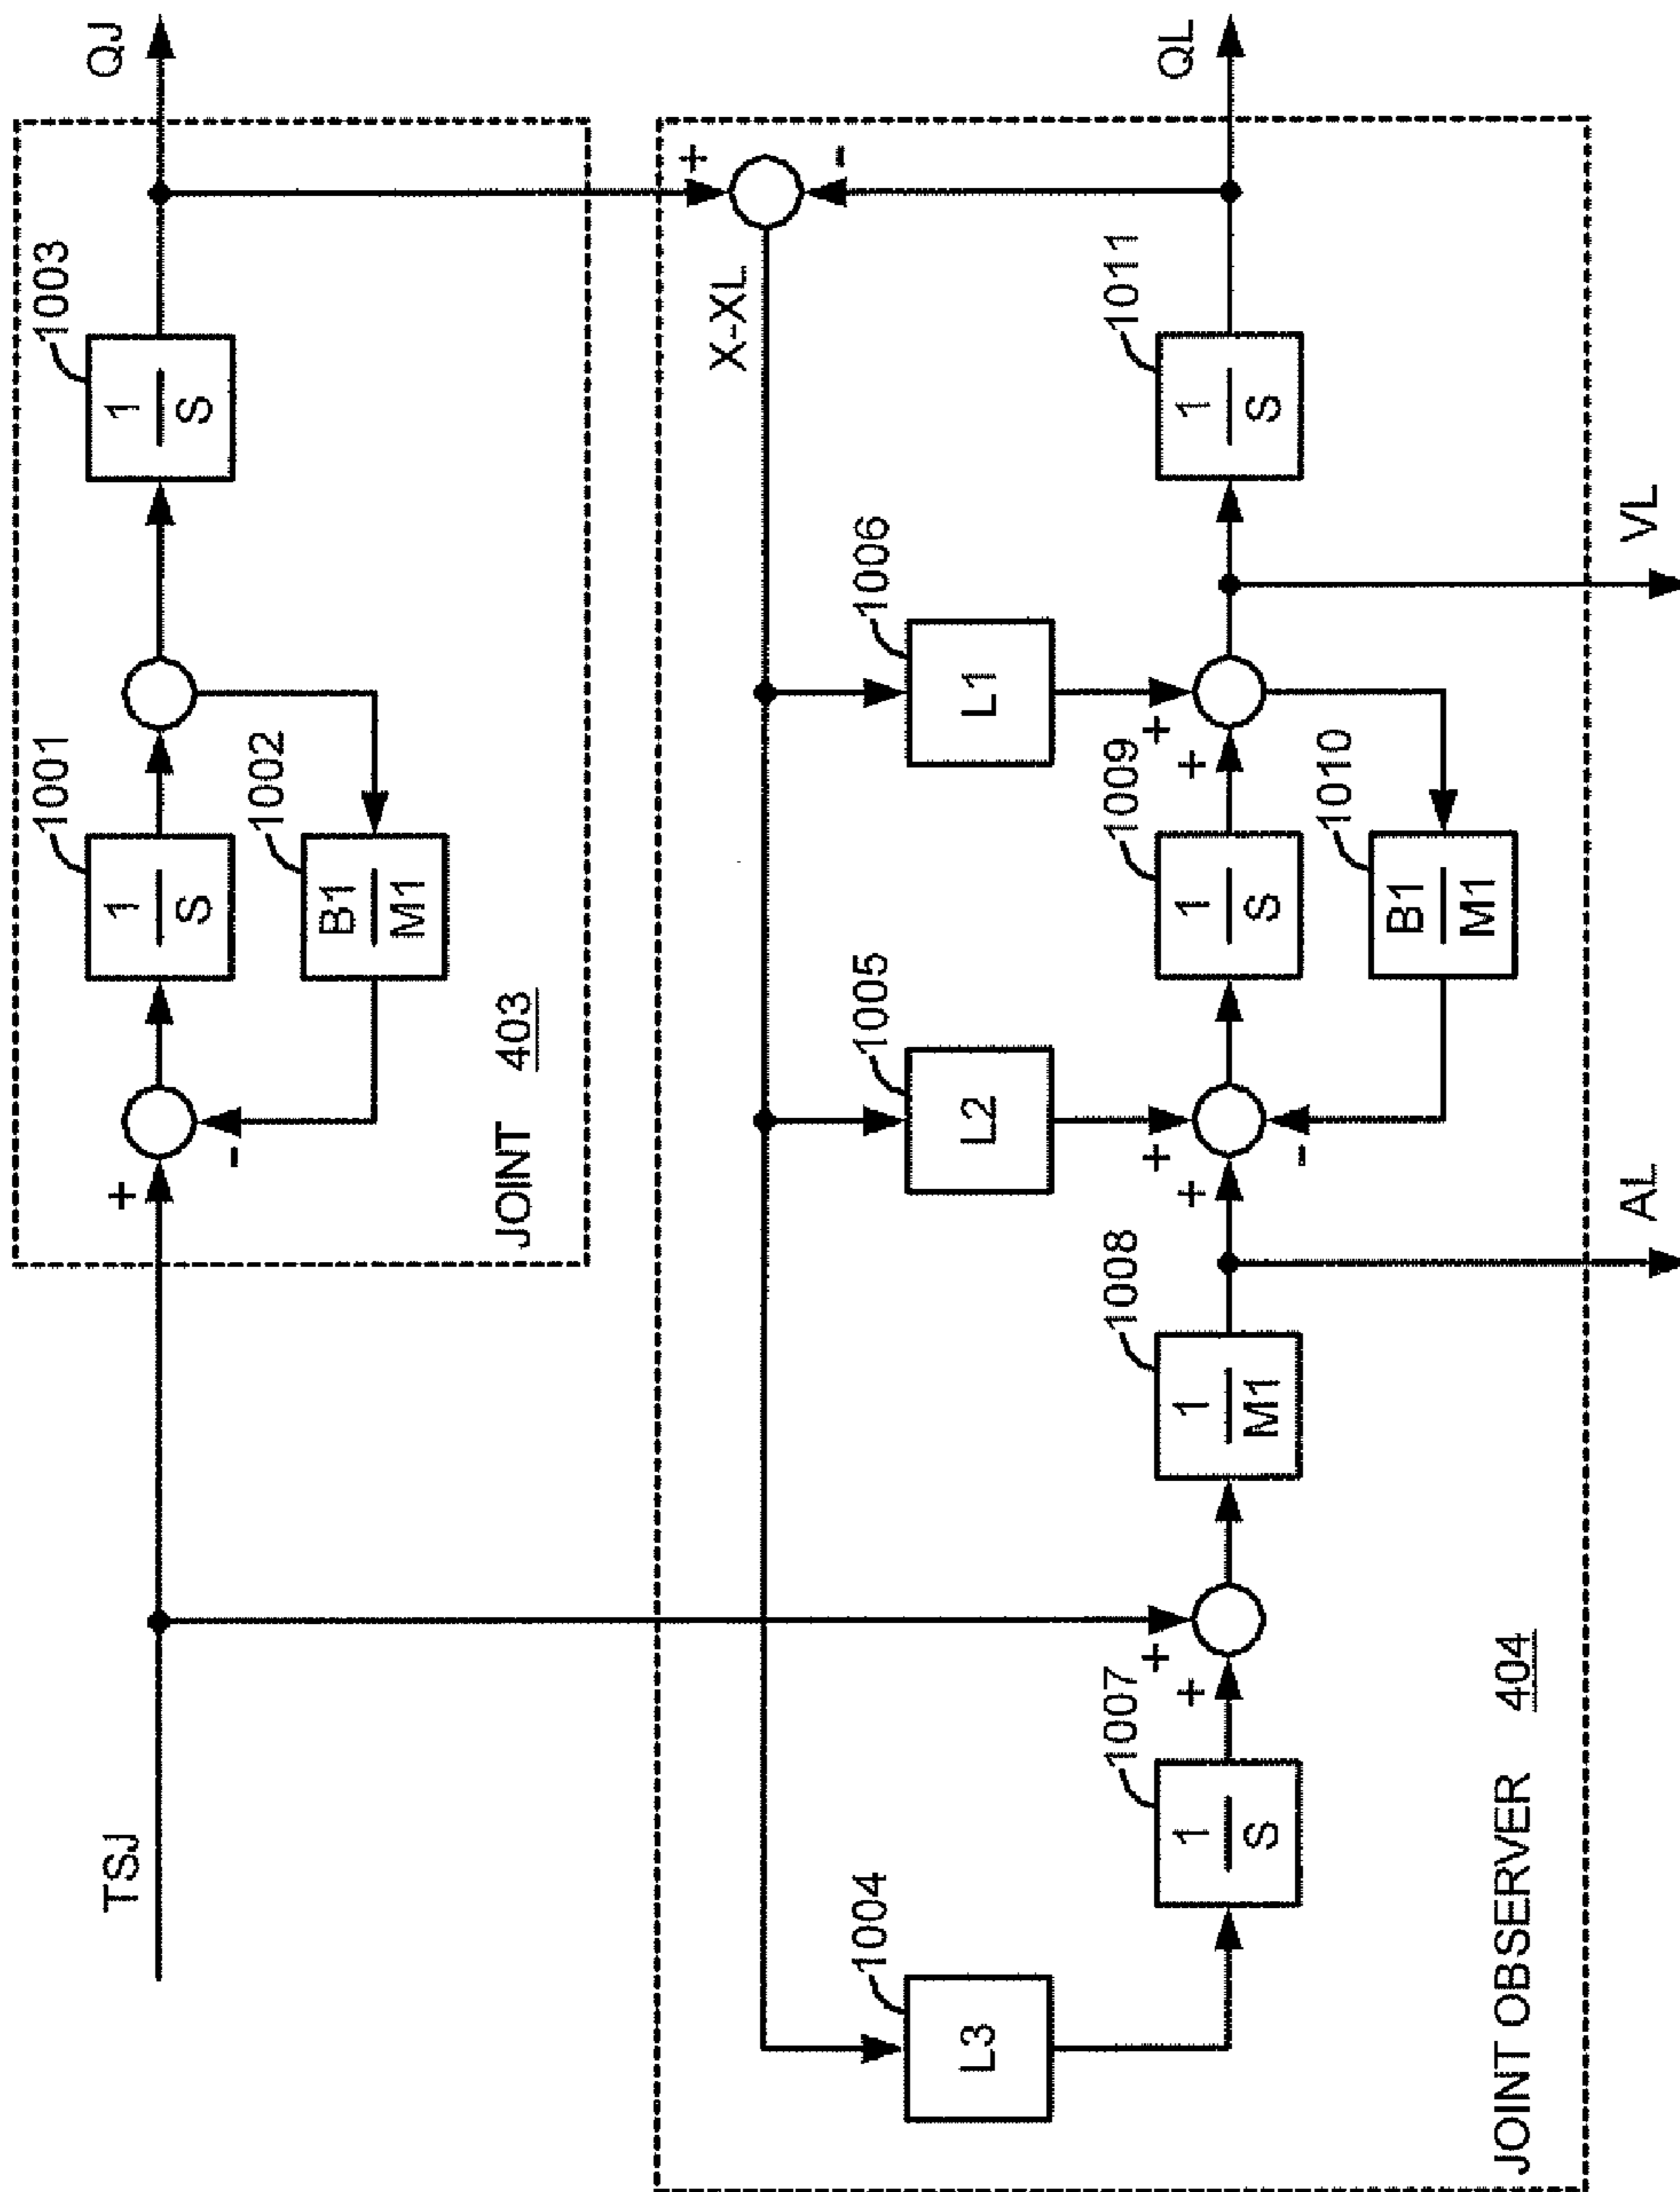 TSJ
QJ
1001
1
S
1002
B1
M1
1003
1
S
+
-
JOINT 403
X-XL
+
-
1004
L3
1005
L2
1006
L1
1007
1
S
+
+
1008
1
M1
+
+
-
1009
1
S
+
+
1010
B1
M1
1011
1
S
QL
AL
VL
JOINT OBSERVER 404